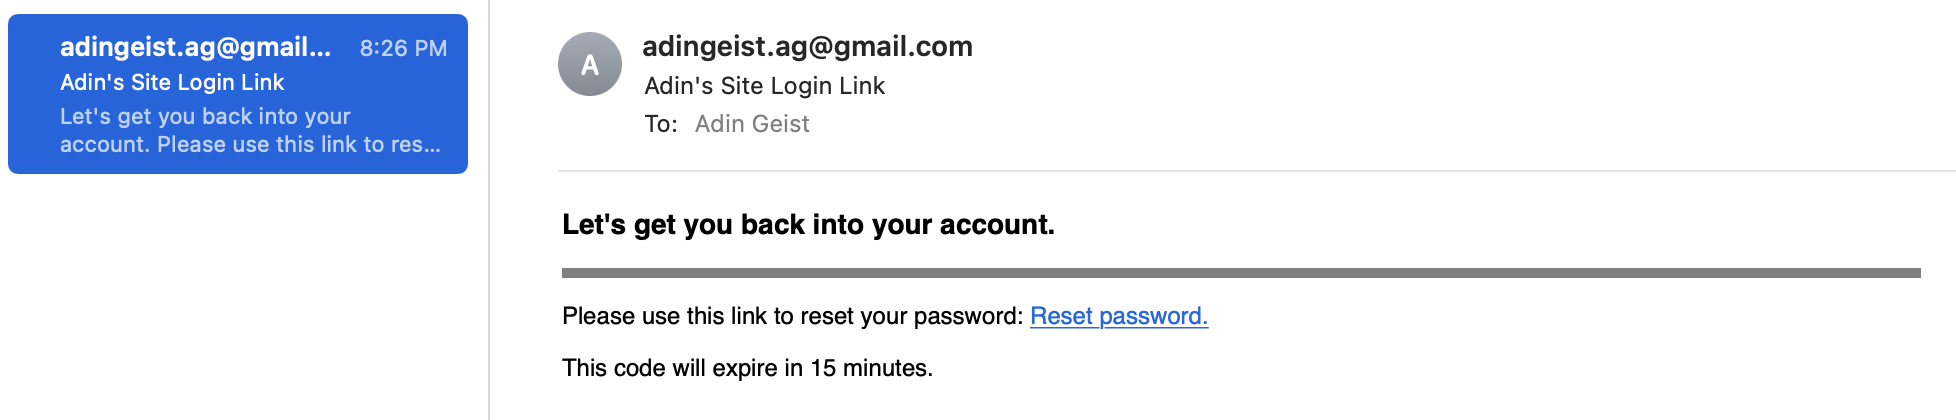 adingeist.ag@gmail... 8:26 PM
Adin's Site Login Link
Let's get you back into your
account. Please use this link to res...
A
adingeist.ag@gmail.com
Adin's Site Login Link
To: Adin Geist
Let's get you back into your account.
Please use this link to reset your password: Reset password.
This code will expire in 15 minutes.